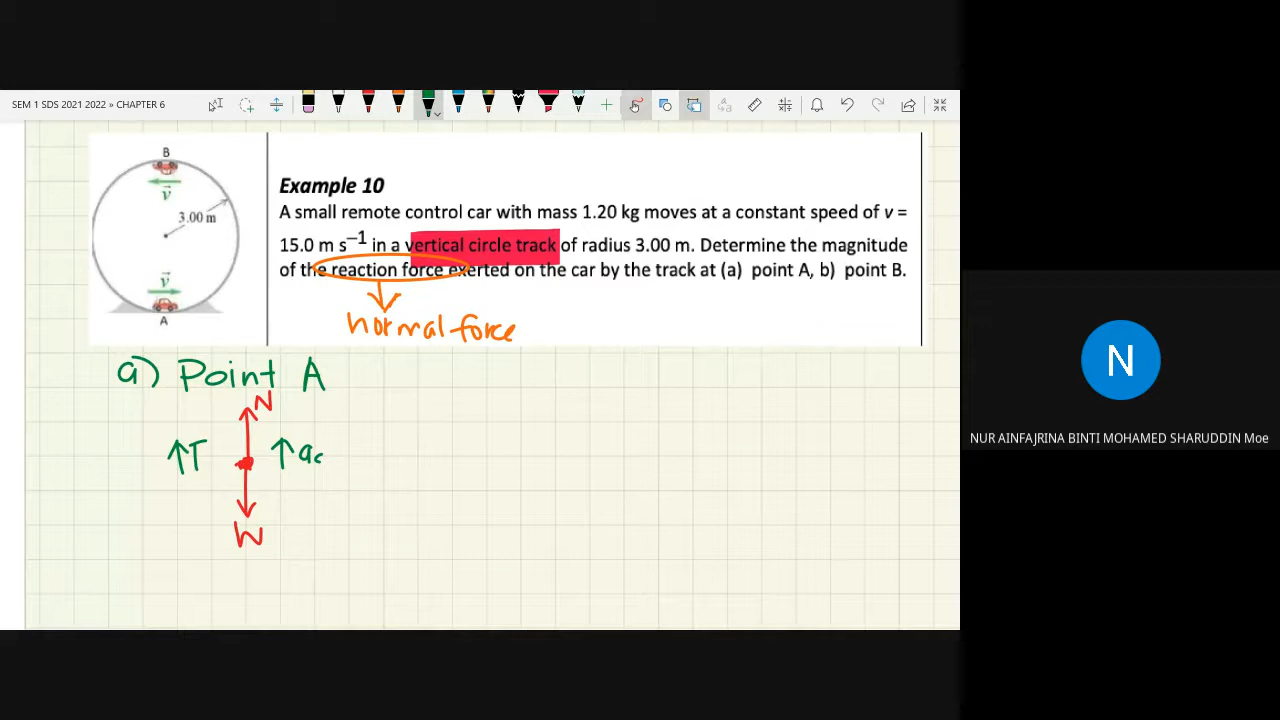 SEM 1 SDS 2021 2022 » CHAPTER 6
B
v
3.00 m
v
A
Example 10
A small remote control car with mass 1.20 kg moves at a constant speed of v =
15.0 m s⁻¹ in a vertical circle track of radius 3.00 m. Determine the magnitude
of the reaction force exerted on the car by the track at (a) point A, b) point B.
normal force
a) Point A
N
↑T
↑ac
W
N
NUR AINFAJRINA BINTI MOHAMED SHARUDDIN Moe